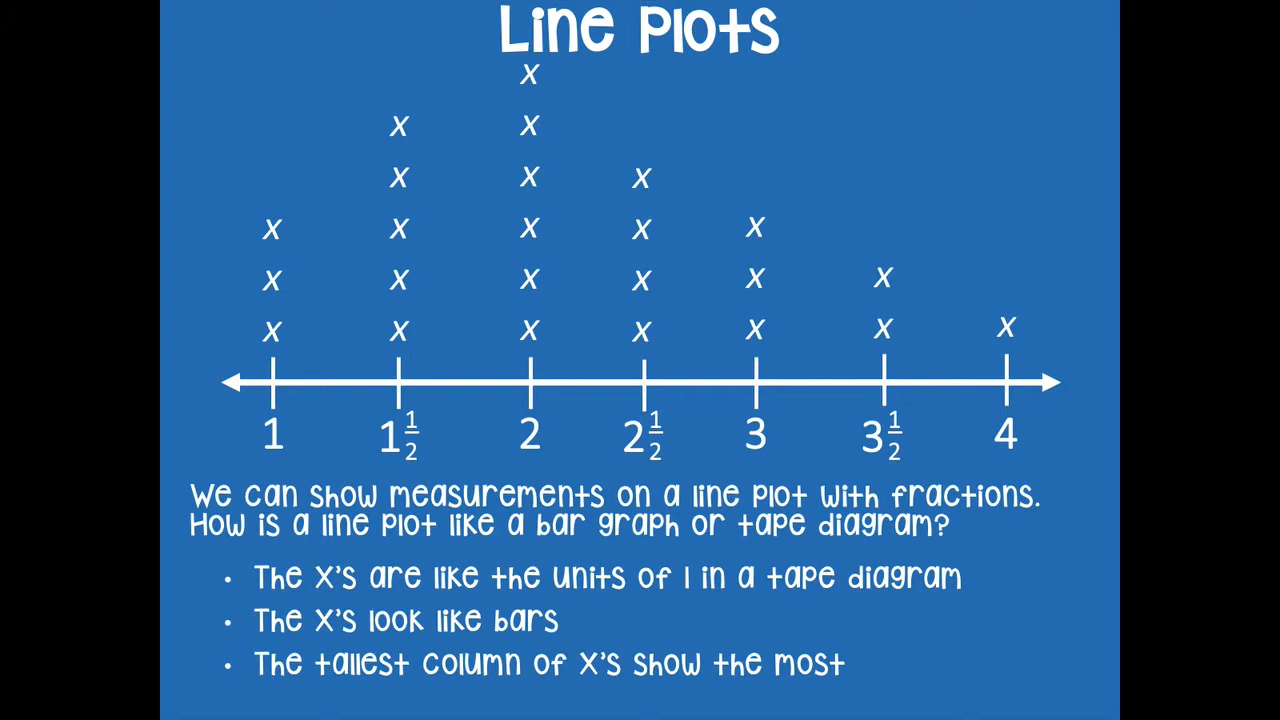 Line Plots
x
x x
x x x
x x x x x
x x x x x x
x x x x x x x
1 1 1/2 2 2 1/2 3 3 1/2 4
We can show measurements on a line plot with fractions.
How is a line plot like a bar graph or tape diagram?
• The X's are like the units of 1 in a tape diagram
• The X's look like bars
• The tallest column of X's show the most